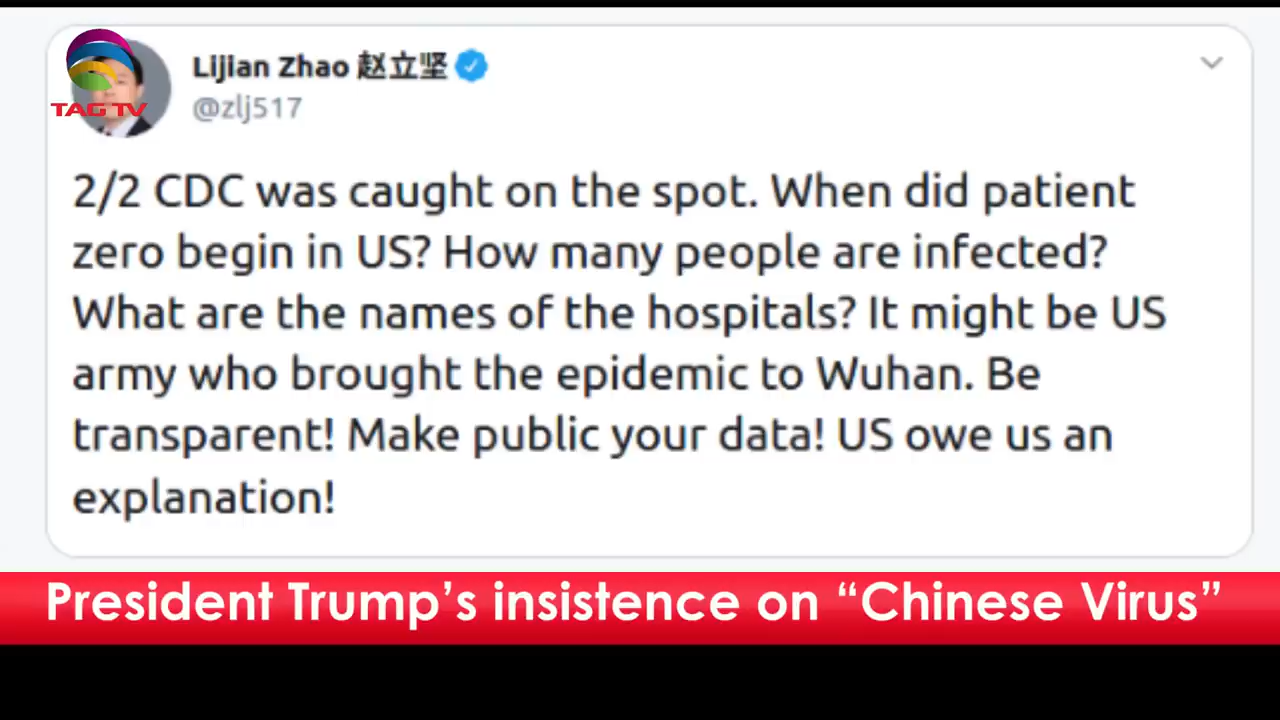 TAG TV
Lijian Zhao 赵立坚
@zlj517
2/2 CDC was caught on the spot. When did patient
zero begin in US? How many people are infected?
What are the names of the hospitals? It might be US
army who brought the epidemic to Wuhan. Be
transparent! Make public your data! US owe us an
explanation!
President Trump’s insistence on “Chinese Virus”